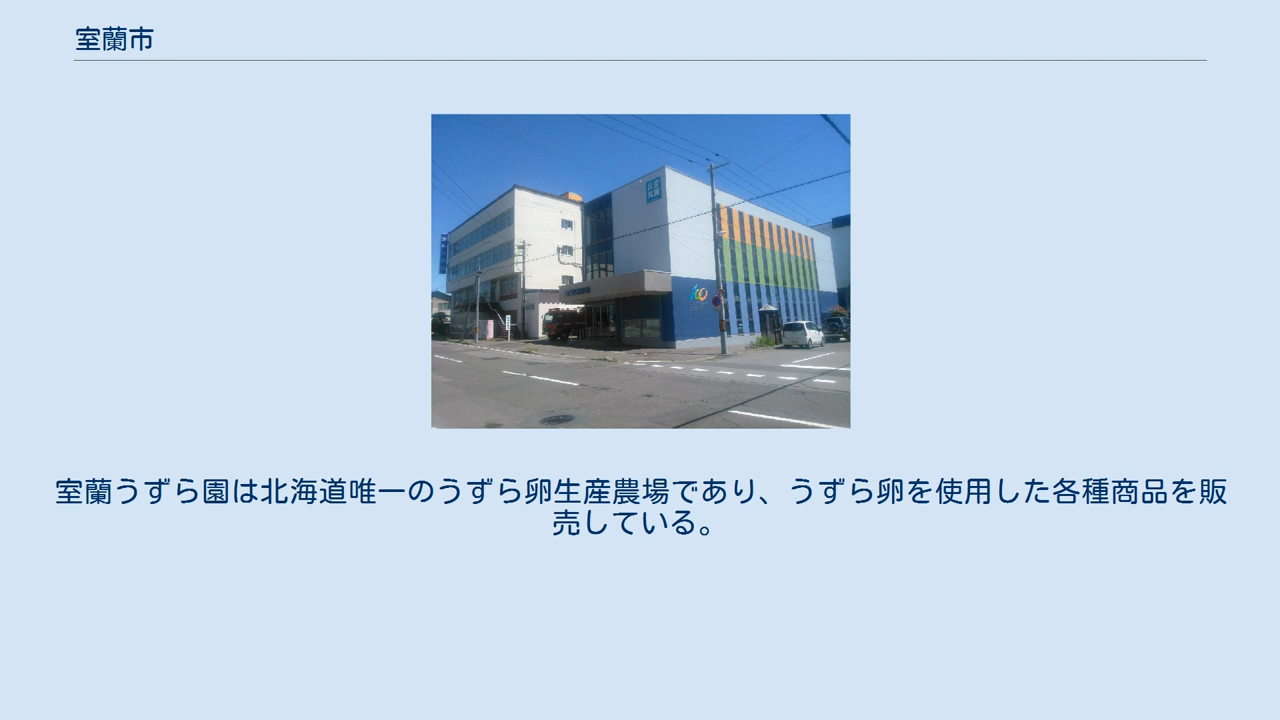 室蘭市
室蘭うずら園は北海道唯一のうずら卵生産農場であり、うずら卵を使用した各種商品を販
売している。